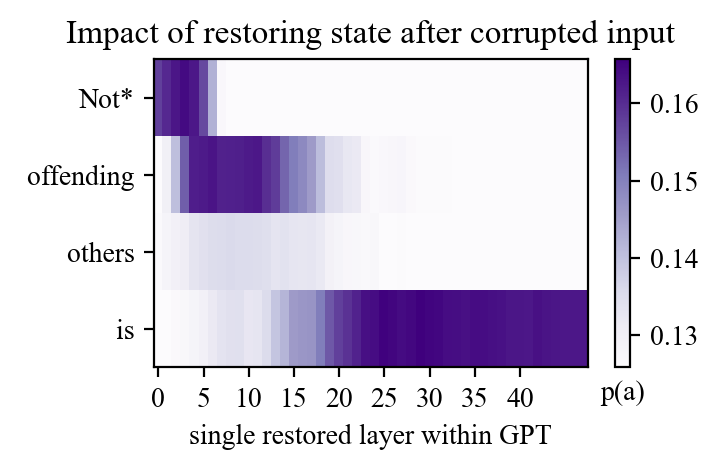 Impact of restoring state after corrupted input
Not*
offending
others
is
0 5 10 15 20 25 30 35 40
single restored layer within GPT
0.16
0.15
0.14
0.13
p(a)